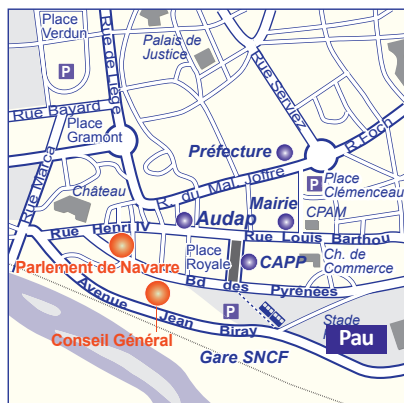 Place
Verdun
Palais de
Justice
Rue de Liège
Rue Serviez
P
Rue Bayard
Place
Gramont
R. Foch
Préfecture
R. du Mal Joffre
Rue Marca
P
Place
Clémenceau
Château
Mairie
Audap
CPAM
Rue Henri IV
Rue Louis Barthou
Parlement de Navarre
Place
Royale
CAPP
Ch. de
Commerce
Bd des Pyrénées
Avenue Jean Biray
P
Conseil Général
Stade
Pau
Gare SNCF